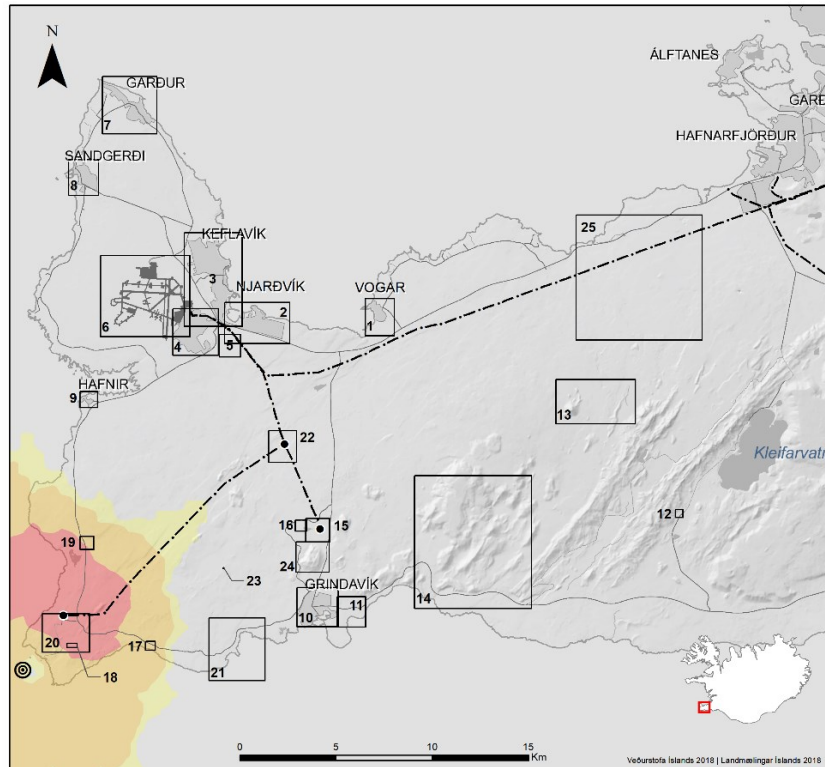 N
ÁLFTANES
GARÐUR
GARÐ
HAFNARFJÖRÐUR
7
SANDGERÐI
8
25
KEFLAVÍK
3
NJARÐVÍK
VOGAR
2
1
6
4
5
HAFNIR
9
13
22
Kleifarvatn
12
16
15
19
24
23
GRINDAVÍK
14
10
11
20
17
18
21
0
5
10
15
Km
Veðurstofa Íslands 2018 | Landmælingar Íslands 2018